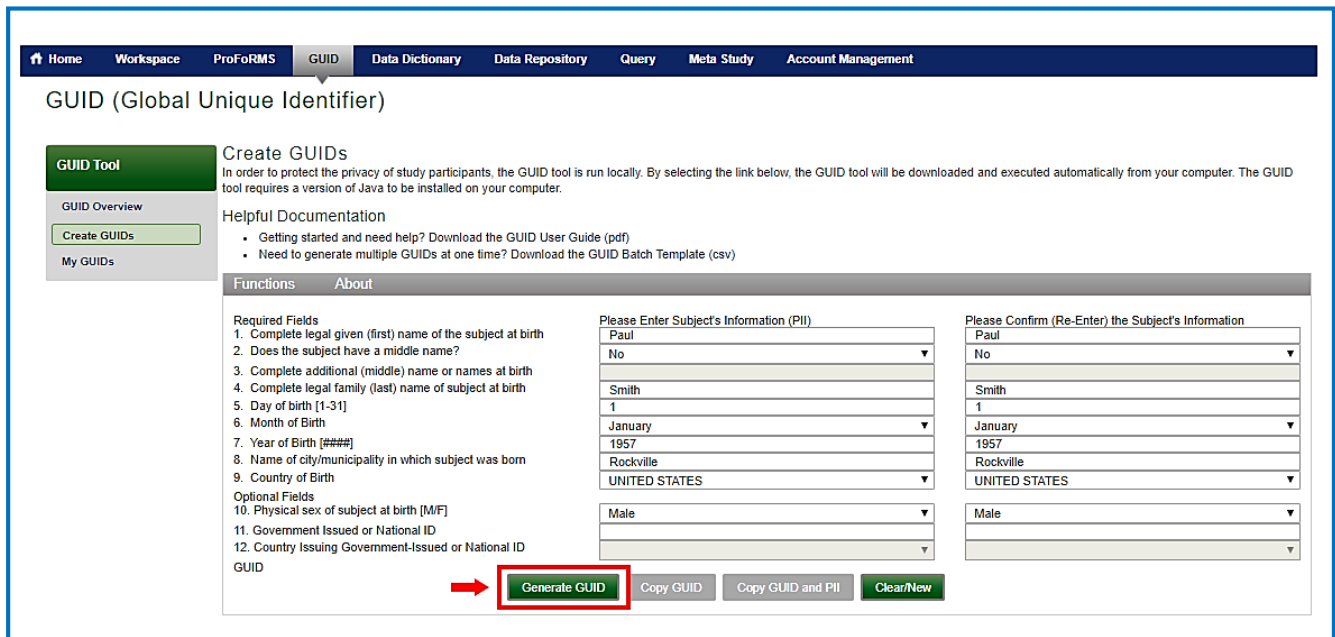 Home Workspace ProFoRMS GUID Data Dictionary Data Repository Query Meta Study Account Management
GUID (Global Unique Identifier)
GUID Tool
GUID Overview
Create GUIDs
My GUIDs
Create GUIDs
In order to protect the privacy of study participants, the GUID tool is run locally. By selecting the link below, the GUID tool will be downloaded and executed automatically from your computer. The GUID
tool requires a version of Java to be installed on your computer.
Helpful Documentation
• Getting started and need help? Download the GUID User Guide (pdf)
• Need to generate multiple GUIDs at one time? Download the GUID Batch Template (csv)
Functions About
Required Fields Please Enter Subject's Information (PII) Please Confirm (Re-Enter) the Subject's Information
1. Complete legal given (first) name of the subject at birth Paul Paul
2. Does the subject have a middle name? No No
3. Complete additional (middle) name or names at birth
4. Complete legal family (last) name of subject at birth Smith Smith
5. Day of birth [1-31] 1 1
6. Month of Birth January January
7. Year of Birth [####] 1957 1957
8. Name of city/municipality in which subject was born Rockville Rockville
9. Country of Birth UNITED STATES UNITED STATES
Optional Fields
10. Physical sex of subject at birth [M/F] Male Male
11. Government Issued or National ID
12. Country Issuing Government-Issued or National ID
GUID
Generate GUID Copy GUID Copy GUID and PII Clear/New